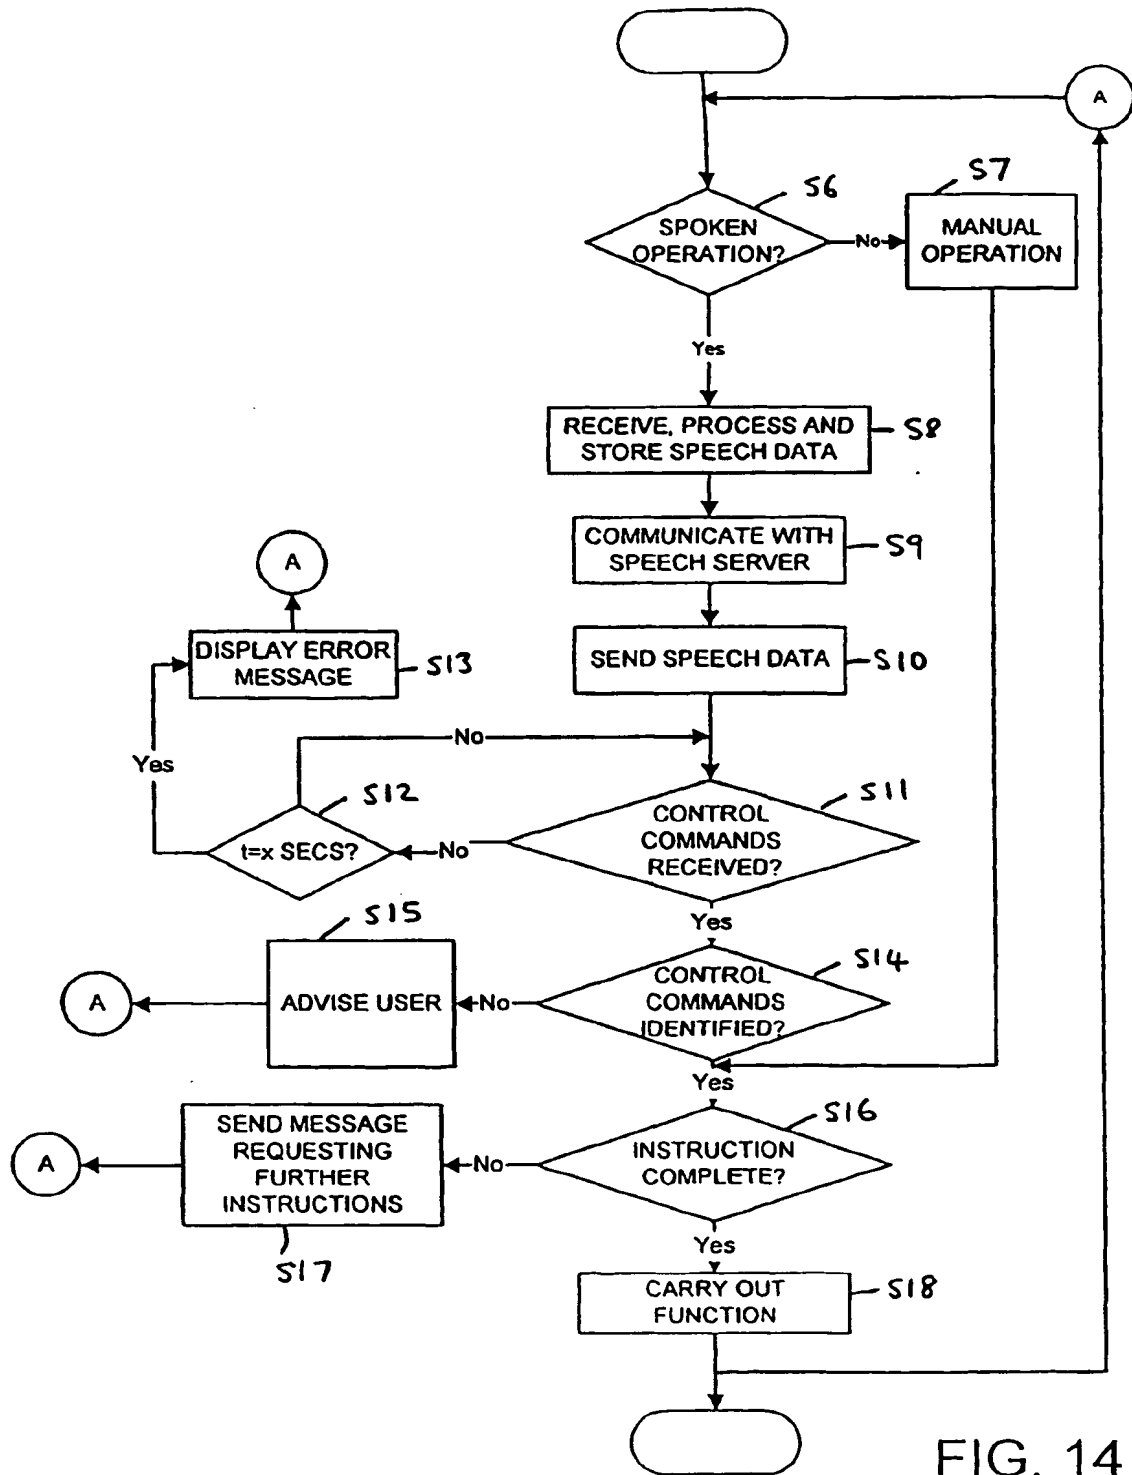 A
S6
SPOKEN
OPERATION?
No
S7
MANUAL
OPERATION
Yes
RECEIVE, PROCESS AND
STORE SPEECH DATA
S8
COMMUNICATE WITH
SPEECH SERVER
S9
A
SEND SPEECH DATA
S10
DISPLAY ERROR
MESSAGE
S13
No
Yes
S12
t=x SECS?
No
S11
CONTROL
COMMANDS
RECEIVED?
Yes
S15
ADVISE USER
A
No
S14
CONTROL
COMMANDS
IDENTIFIED?
Yes
S16
INSTRUCTION
COMPLETE?
No
SEND MESSAGE
REQUESTING
FURTHER
INSTRUCTIONS
A
S17
Yes
CARRY OUT
FUNCTION
S18
FIG. 14